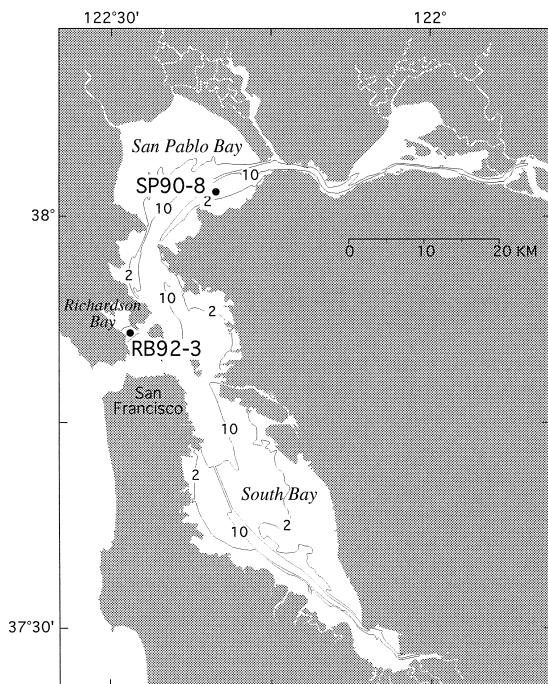 122°30'
122°
San Pablo Bay
SP90-8
10
10
2
38°
0 10 20 KM
2
10
2
Richardson
Bay
RB92-3
San
Francisco
10
2
South Bay
2
10
37°30'